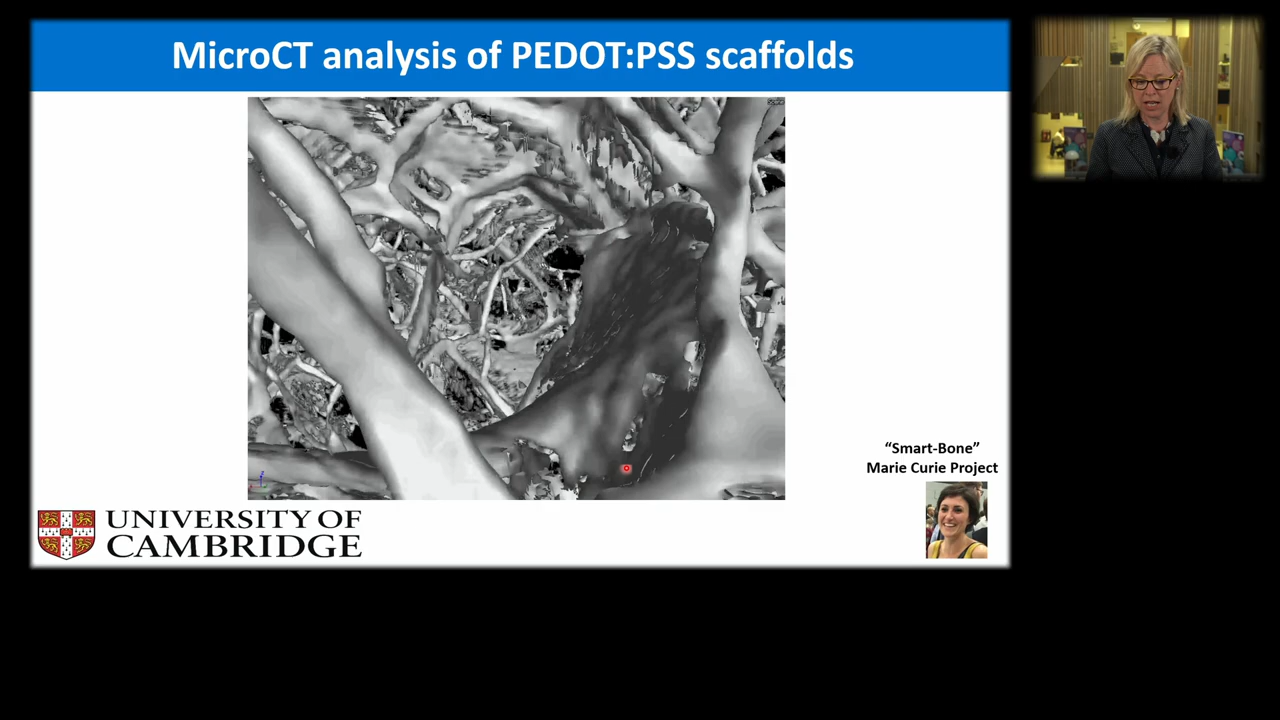 MicroCT analysis of PEDOT:PSS scaffolds
“Smart-Bone”
Marie Curie Project
UNIVERSITY OF
CAMBRIDGE